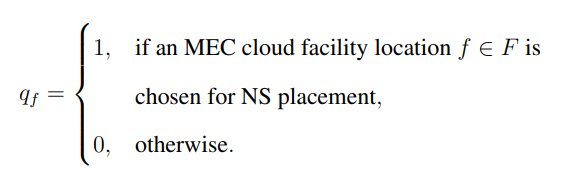 1, if an MEC cloud facility location f ∈ F is
q_f = chosen for NS placement,
0, otherwise.